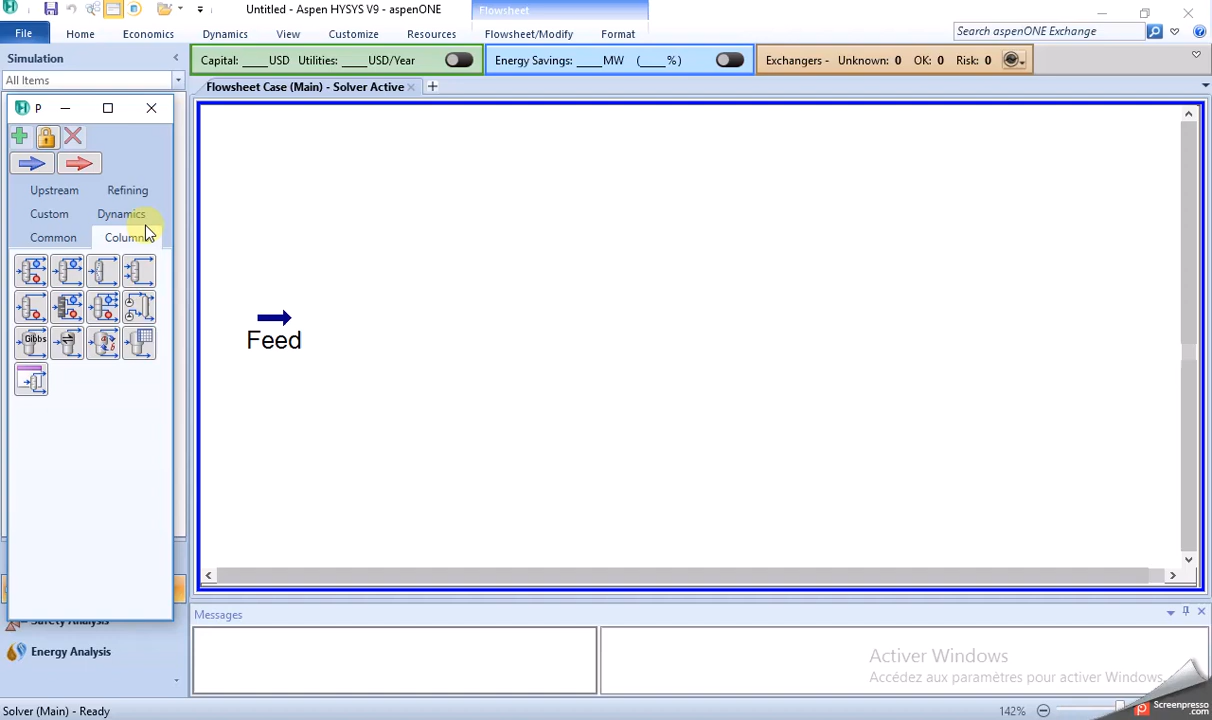 Untitled - Aspen HYSYS V9 - aspenONE
Flowsheet
File
Home
Economics
Dynamics
View
Customize
Resources
Flowsheet/Modify
Format
Search aspenONE Exchange
Simulation
Capital: ____USD Utilities: ____USD/Year
Energy Savings: ____MW (____%)
Exchangers - Unknown: 0 OK: 0 Risk: 0
All Items
Flowsheet Case (Main) - Solver Active
P
Upstream
Refining
Custom
Dynamics
Common
Gibbs
Feed
Messages
Energy Analysis
Activer Windows
Accédez aux paramètres pour activer Windows.
Solver (Main) - Ready
142%
Screenpresso
.com